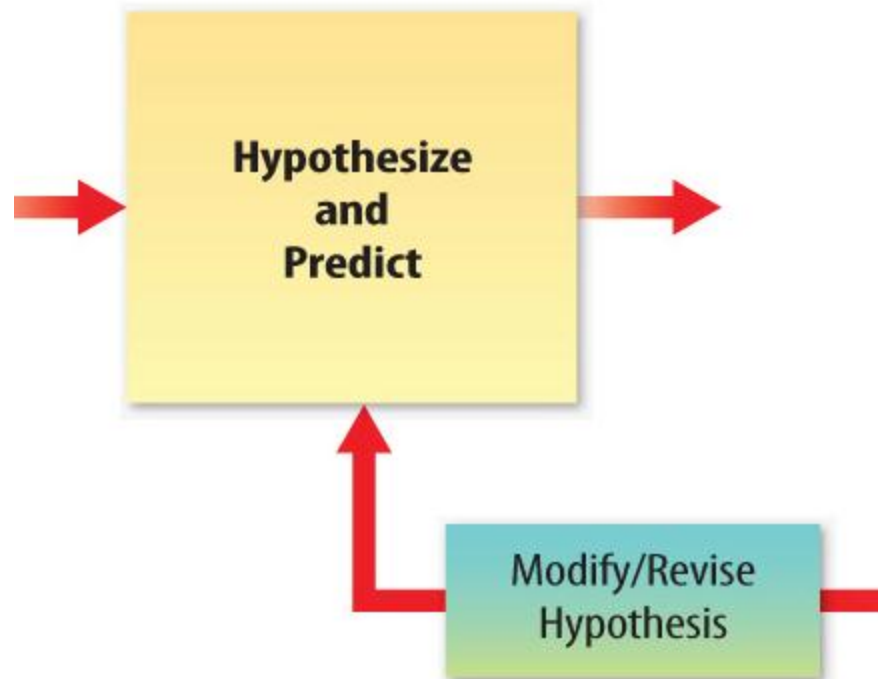 Hypothesize
and
Predict
Modify/Revise
Hypothesis